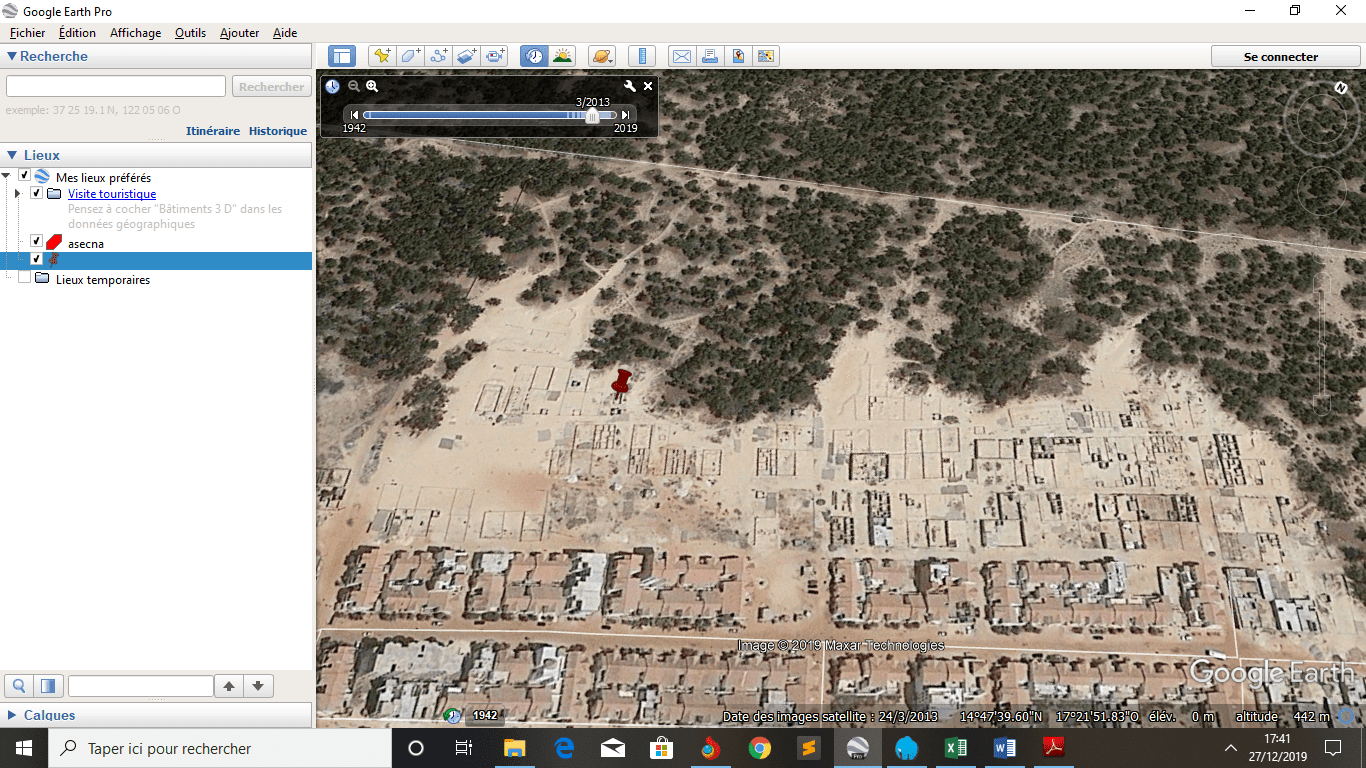 Google Earth Pro
Fichier Édition Affichage Outils Ajouter Aide
Recherche
Rechercher
exemple: 37 25 19.1 N, 122 05 06 O
Itinéraire Historique
Lieux
Mes lieux préférés
Visite touristique
Pensez à cocher "Bâtiments 3 D" dans les
données géographiques
asecna
Lieux temporaires
Calques
Se connecter
3/2013
1942
2019
N
Image © 2019 Maxar Technologies
Google Earth
1942
Date des images satellite : 24/3/2013 14°47'39.60"N 17°21'51.83"O élév. 0 m altitude 442 m
Taper ici pour rechercher
Pro
17:41
27/12/2019